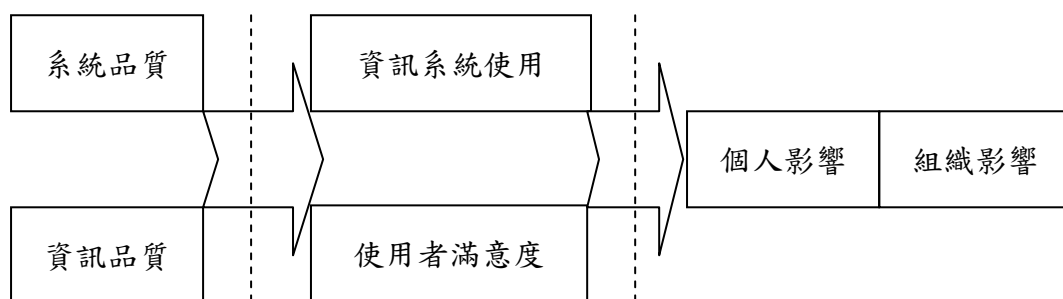 系統品質
資訊系統使用
個人影響
組織影響
資訊品質
使用者滿意度